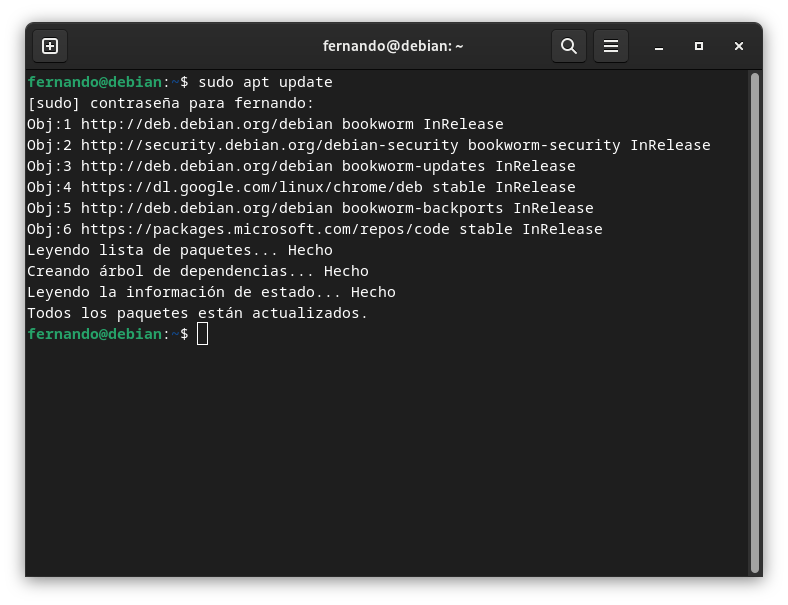 fernando@debian: ~
fernando@debian:~$ sudo apt update
[sudo] contraseña para fernando:
Obj:1 http://deb.debian.org/debian bookworm InRelease
Obj:2 http://security.debian.org/debian-security bookworm-security InRelease
Obj:3 http://deb.debian.org/debian bookworm-updates InRelease
Obj:4 https://dl.google.com/linux/chrome/deb stable InRelease
Obj:5 http://deb.debian.org/debian bookworm-backports InRelease
Obj:6 https://packages.microsoft.com/repos/code stable InRelease
Leyendo lista de paquetes... Hecho
Creando árbol de dependencias... Hecho
Leyendo la información de estado... Hecho
Todos los paquetes están actualizados.
fernando@debian:~$